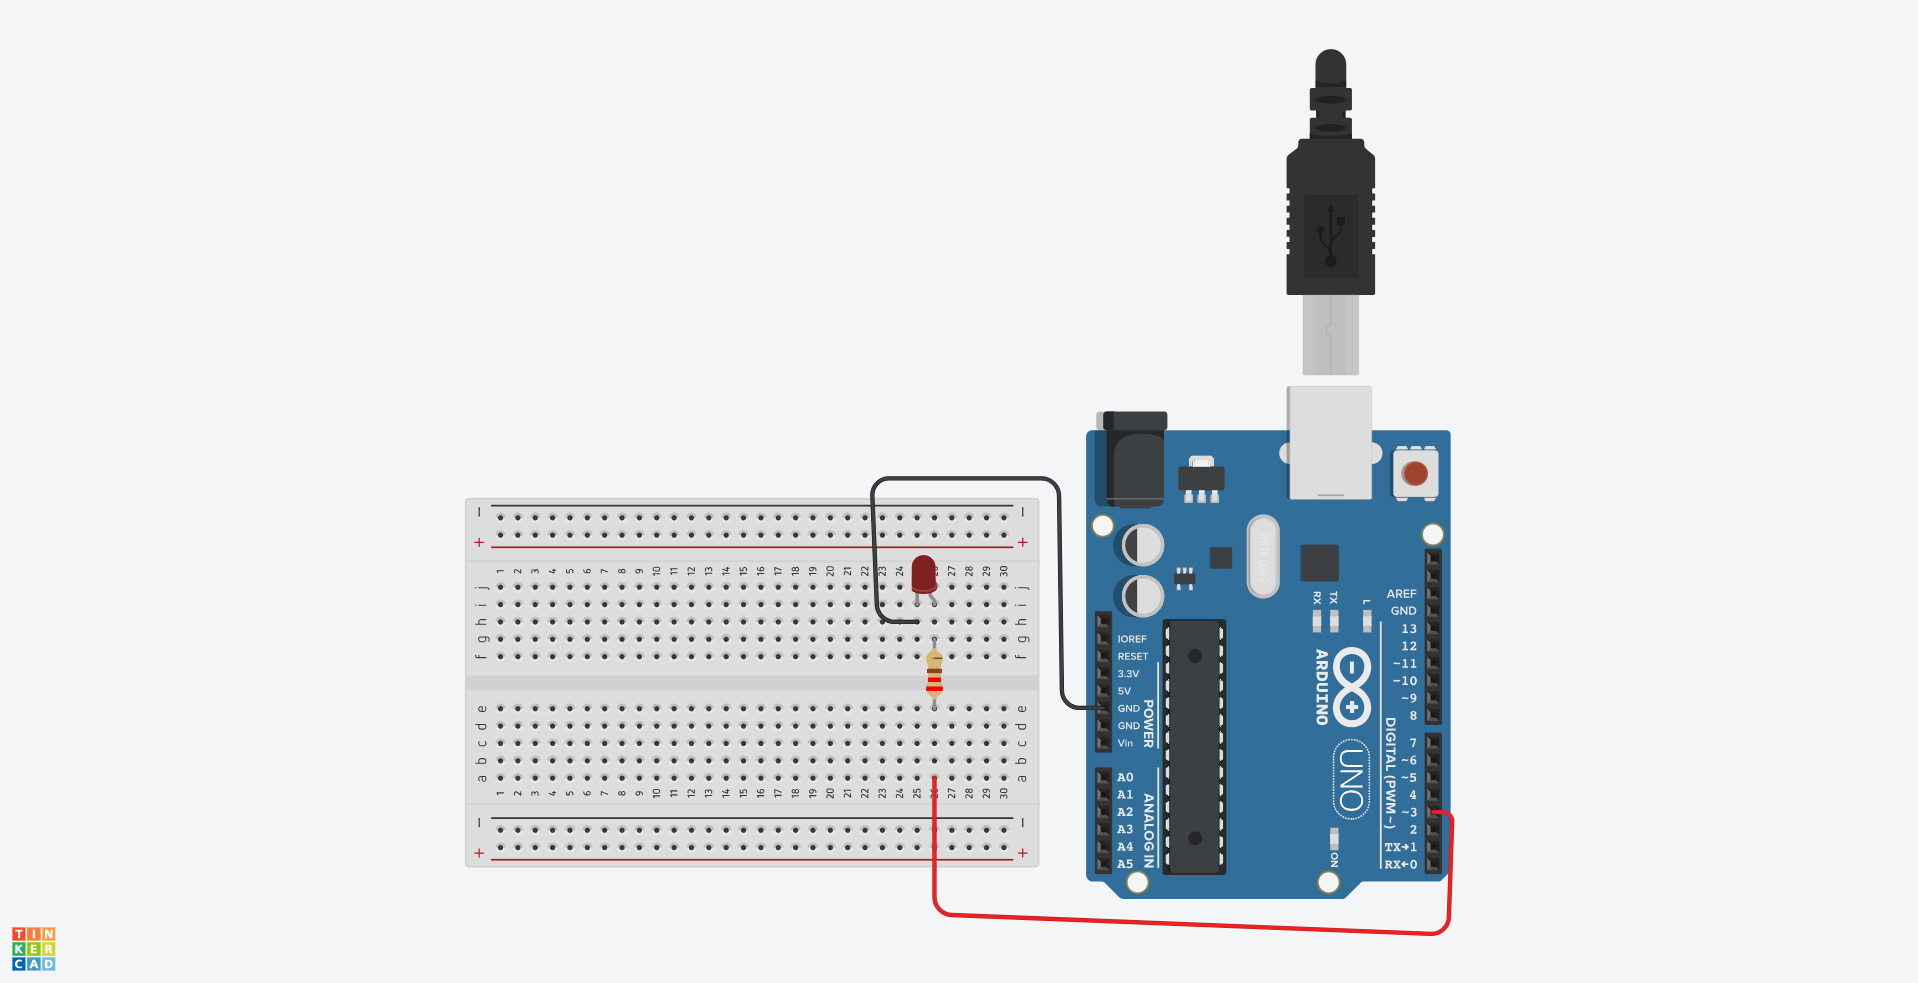 − −
+ +
1 2 3 4 5 6 7 8 9 10 11 12 13 14 15 16 17 18 19 20 21 22 23 24 27 28 29 30
j j
i i
h h
g g
f f
e e
d d
c c
b b
a a
1 2 3 4 5 6 7 8 9 10 11 12 13 14 15 16 17 18 19 20 21 22 23 24 25 26 27 28 29 30
− −
+ +
RX TX L
AREF
GND
13
12
~11
~10
~9
8
7
~6
~5
4
~3
2
TX→1
RX←0
DIGITAL (PWM~)
IOREF
RESET
3.3V
5V
GND
GND
Vin
POWER
A0
A1
A2
A3
A4
A5
ANALOG IN
ARDUINO
UNO
ON
TIN
KER
CAD